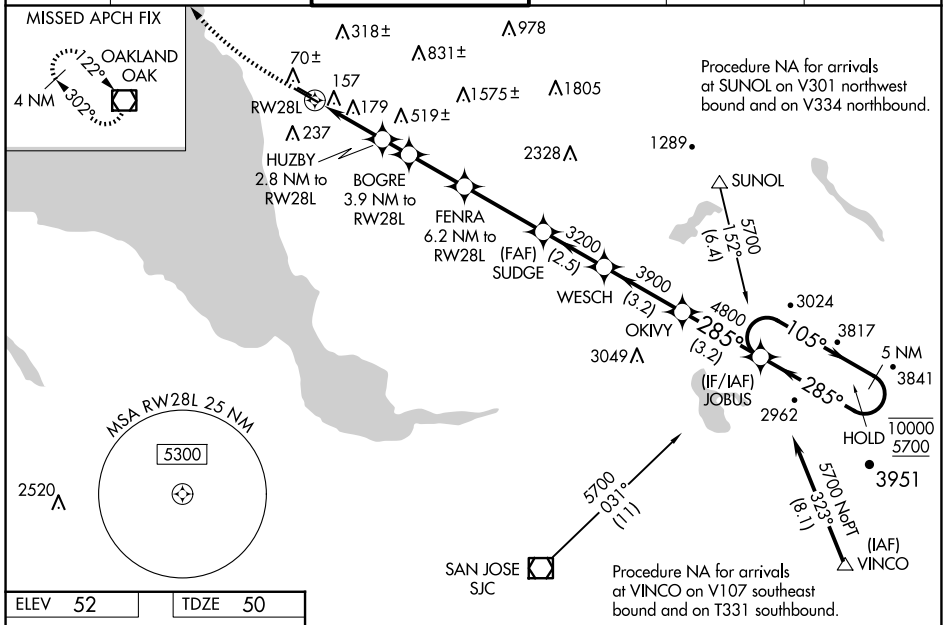 MISSED APCH FIX
OAKLAND
OAK
122°
302°
4 NM
318±
978
831±
70±
157
RW28L
179
1575±
1805
519±
237
2328
1289
Procedure NA for arrivals
at SUNOL on V301 northwest
bound and on V334 northbound.
HUZBY
2.8 NM to
RW28L
BOGRE
3.9 NM to
RW28L
FENRA
6.2 NM to
RW28L
(FAF)
SUDGE
3200
(2.5)
WESCH
3900
(3.2)
OKIVY
4800
285°
(3.2)
SUNOL
5700
152°
(6.4)
3024
105°
3817
5 NM
3841
3049
(IF/IAF)
JOBUS
285°
2962
HOLD
10000
5700
3951
MSA RW28L 25 NM
5300
2520
5700
031°
(11)
5700 NoPT
323°
(8.1)
(IAF)
VINCO
SAN JOSE
SJC
Procedure NA for arrivals
at VINCO on V107 southeast
bound and on T331 southbound.
ELEV 52
TDZE 50